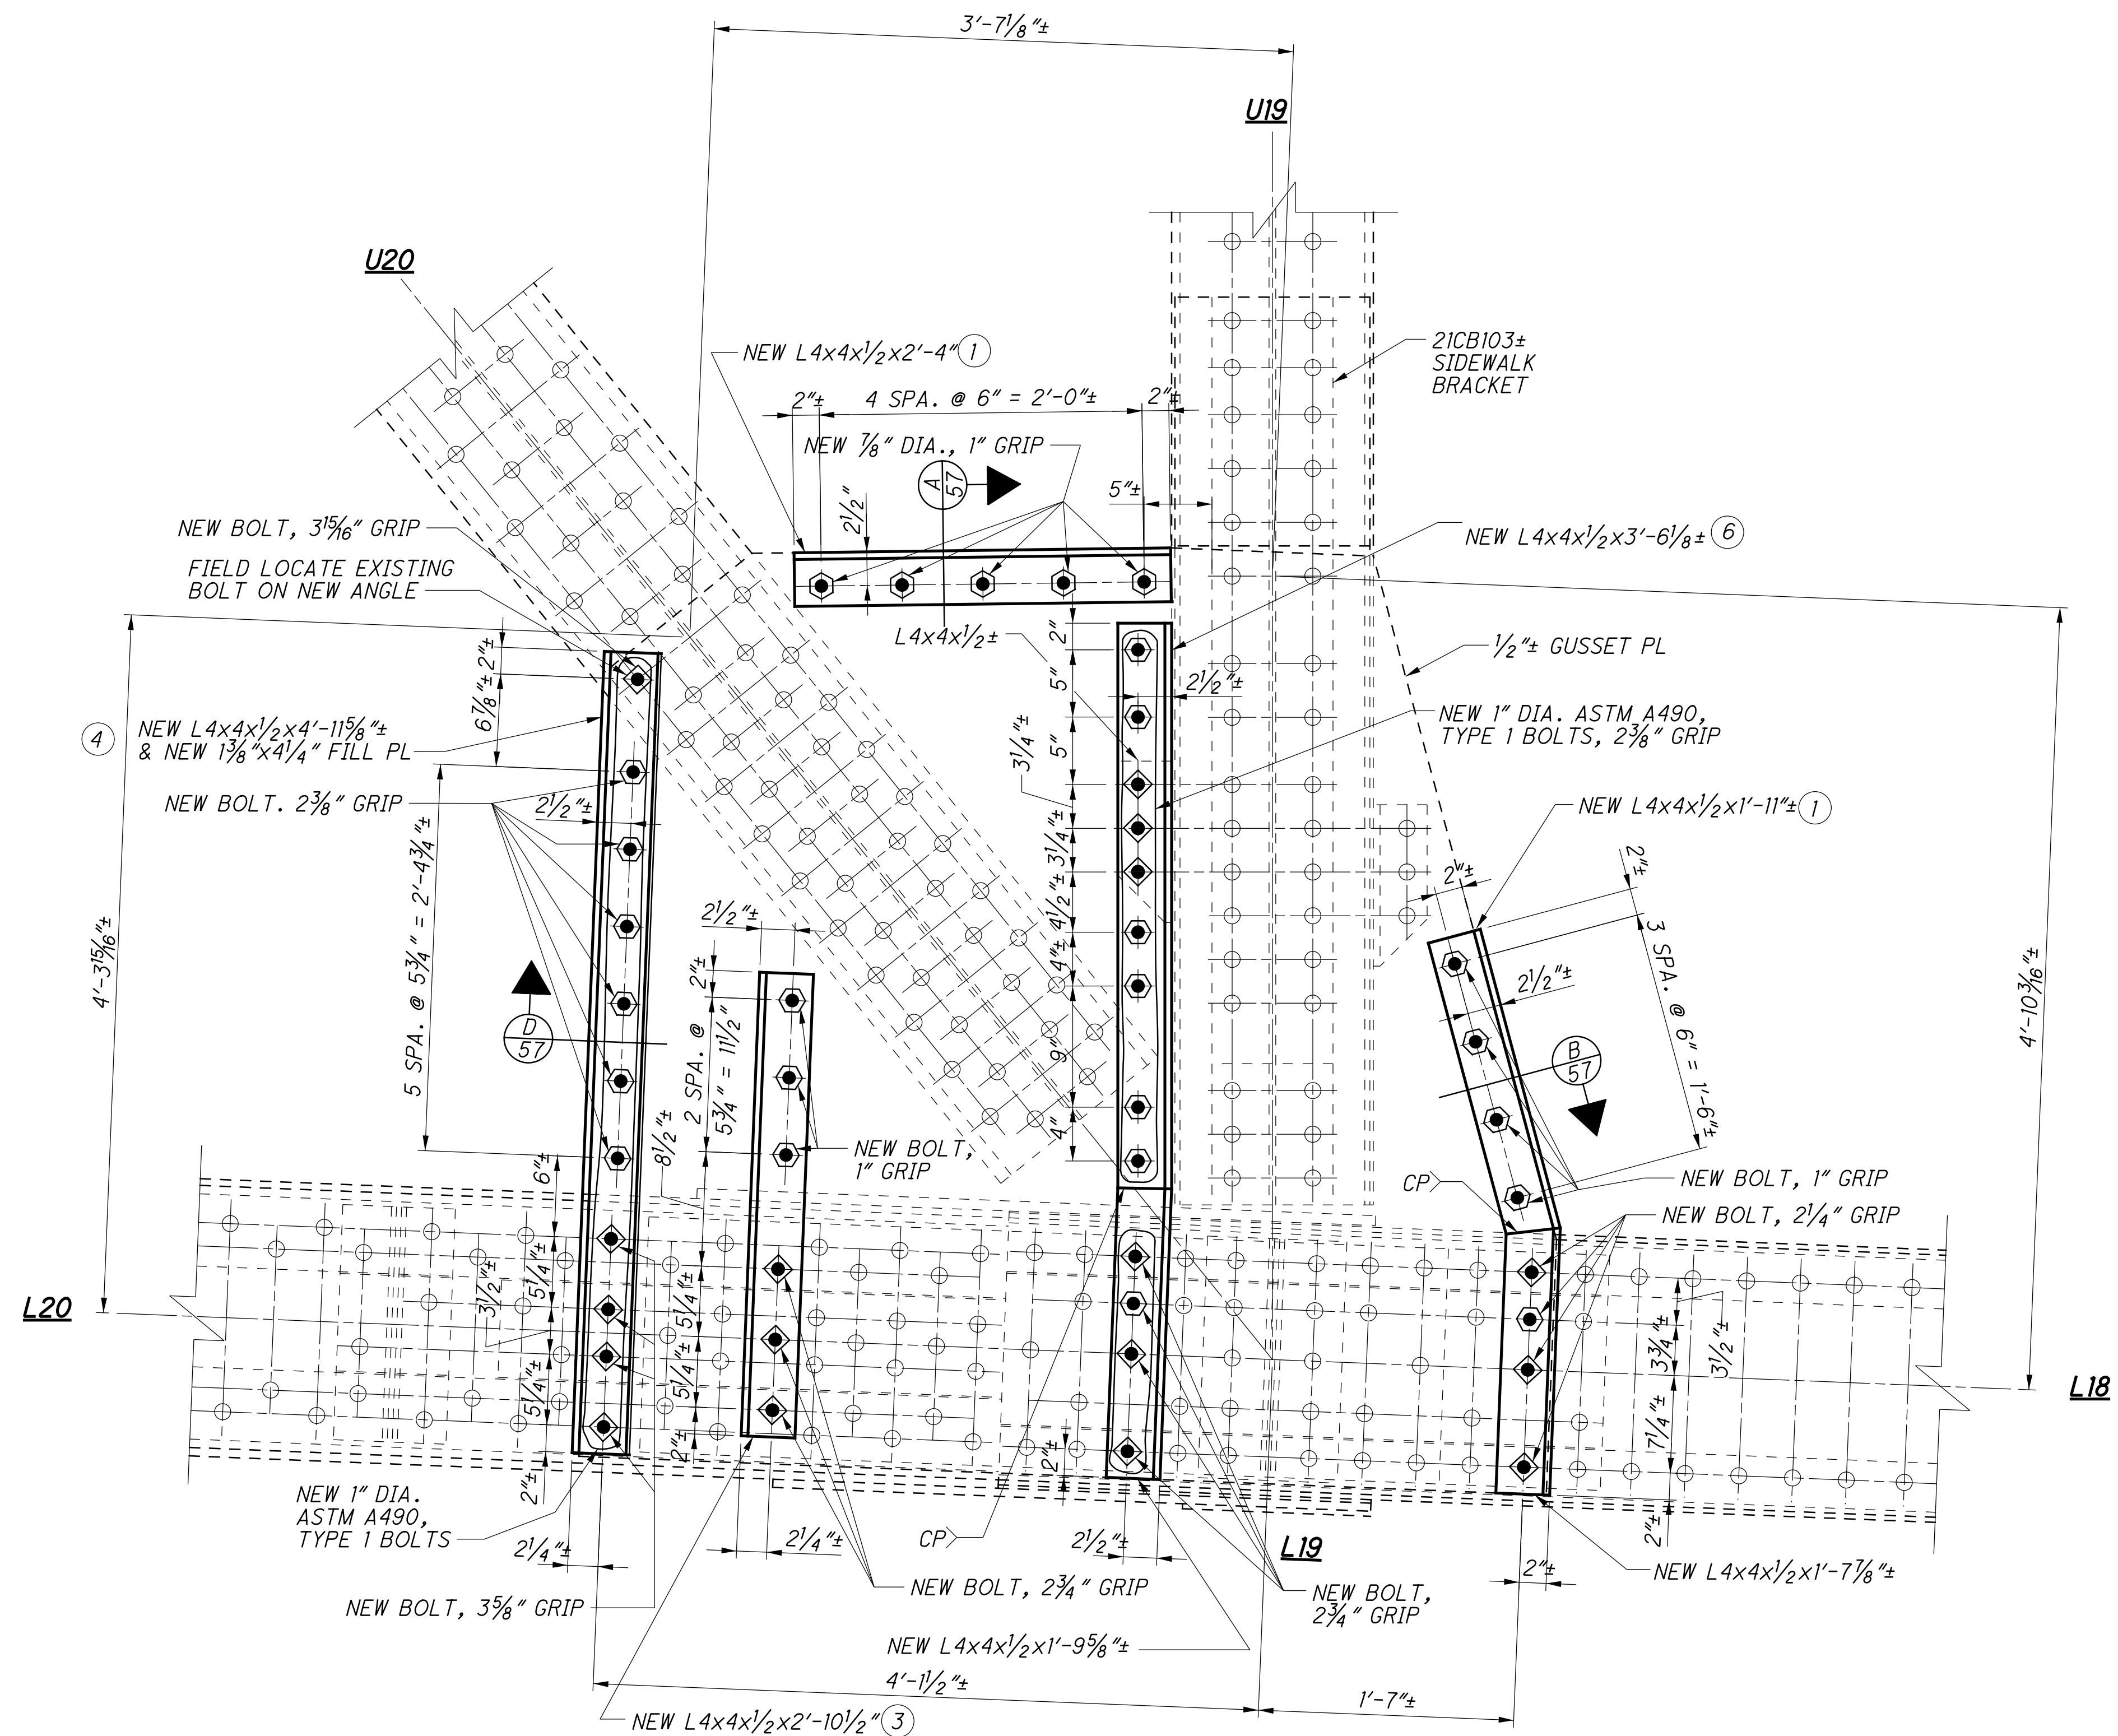 3'-7 1/8"±
U19
U20
NEW L4x4x1/2x2'-4" 1
21CB103±
SIDEWALK
BRACKET
2"±
4 SPA. @ 6" = 2'-0"±
2"±
NEW 7/8" DIA., 1" GRIP
A
57
2 1/2"
5"±
NEW BOLT, 3 15/16" GRIP
NEW L4x4x1/2x3'-6 1/8± 6
FIELD LOCATE EXISTING
BOLT ON NEW ANGLE
L4x4x1/2±
2"
1/2"± GUSSET PL
2"±
6 7/8"±
5"
2 1/2"±
4
NEW L4x4x1/2x4'-11 5/8"±
& NEW 1 3/8"x4 1/4" FILL PL
NEW 1" DIA. ASTM A490,
TYPE 1 BOLTS, 2 3/8" GRIP
3 1/4"±
5"
NEW BOLT. 2 3/8" GRIP
2 1/2"±
NEW L4x4x1/2x1'-11"± 1
3 1/4"±
2"±
2"±
4 1/2"±
2 1/2"±
4'-3 15/16"±
5 SPA. @ 5 3/4" = 2'-4 3/4"±
4"±
2"±
3 SPA. @ 6" = 1'-6"±
2 1/2"±
4'-10 3/16"±
D
57
2 SPA. @
5 3/4" = 11 1/2"
9"
B
57
8 1/2"±
4"
NEW BOLT,
1" GRIP
6"±
CP
NEW BOLT, 1" GRIP
NEW BOLT, 2 1/4" GRIP
L20
3 1/2"±
5 1/4"±
5 1/4"±
3 3/4"±
3 1/2"±
L18
5 1/4"±
5 1/4"±
7 1/4"±
2"±
2"±
2"±
2"±
NEW 1" DIA.
ASTM A490,
TYPE 1 BOLTS
2 1/4"±
2 1/4"±
CP
2 1/2"±
L19
2"±
NEW L4x4x1/2x1'-7 7/8"±
NEW BOLT, 3 5/8" GRIP
NEW BOLT, 2 3/4" GRIP
NEW BOLT,
2 3/4" GRIP
NEW L4x4x1/2x1'-9 5/8"±
4'-1 1/2"±
1'-7"±
NEW L4x4x1/2x2'-10 1/2" 3